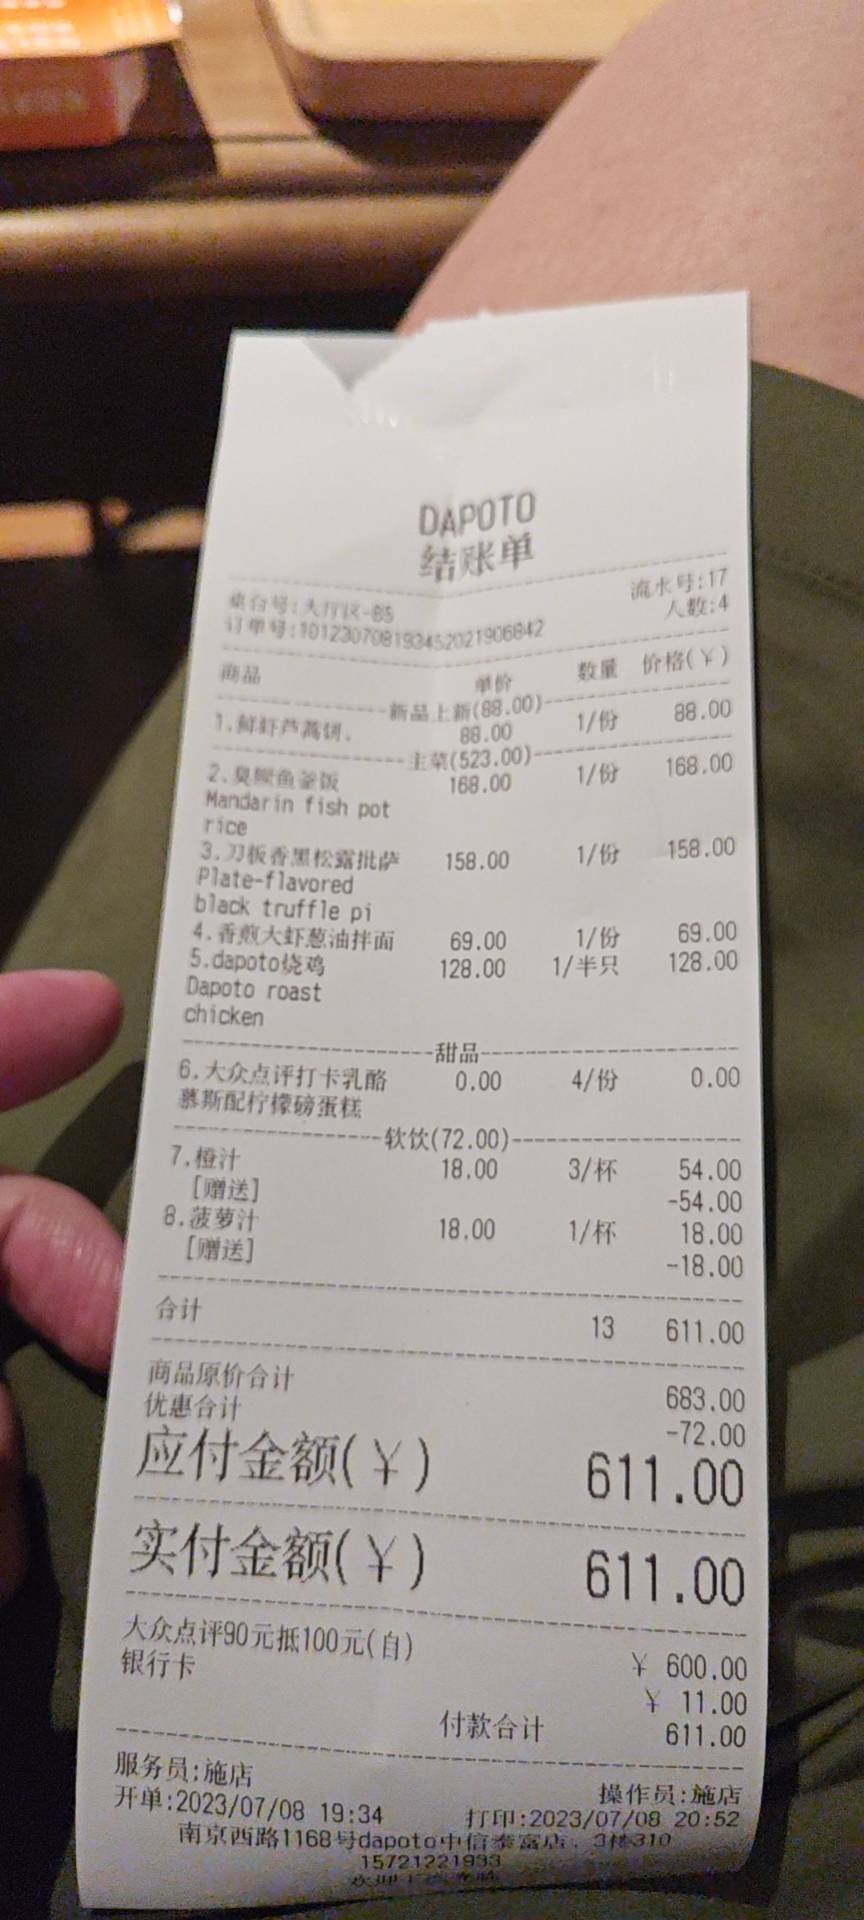 DAPOTO
结账单
流水号:17
桌台号:大厅区-B5 人数:4
订单号:101230708193452021906842
商品 单价 数量 价格(¥)
新品上新(88.00)
1.鲜虾芦蒿饼. 88.00 1/份 88.00
主菜(523.00)
2.臭鳜鱼釜饭 168.00 1/份 168.00
Mandarin fish pot
rice
3.刀板香黑松露批萨 158.00 1/份 158.00
Plate-flavored
black truffle pi
4.香煎大虾葱油拌面 69.00 1/份 69.00
5.dapoto烧鸡 128.00 1/半只 128.00
Dapoto roast
chicken
甜品
6.大众点评打卡乳酪 0.00 4/份 0.00
慕斯配柠檬磅蛋糕
软饮(72.00)
7.橙汁 18.00 3/杯 54.00
[赠送] -54.00
8.菠萝汁 18.00 1/杯 18.00
[赠送] -18.00
合计 13 611.00
商品原价合计 683.00
优惠合计 -72.00
应付金额(¥) 611.00
实付金额(¥) 611.00
大众点评90元抵100元(自) ¥ 600.00
银行卡 ¥ 11.00
付款合计 611.00
服务员:施店 操作员:施店
开单:2023/07/08 19:34 打印:2023/07/08 20:52
南京西路1168号dapoto中信泰富店, 3楼310
15721221933